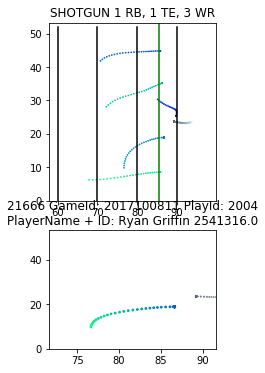 SHOTGUN 1 RB, 1 TE, 3 WR
50
40
30
20
10
0
60 70 80 90
21666 GameId: 2017100811 PlayId: 2004
PlayerName + ID: Ryan Griffin 2541316.0
40
20
0
75 80 85 90